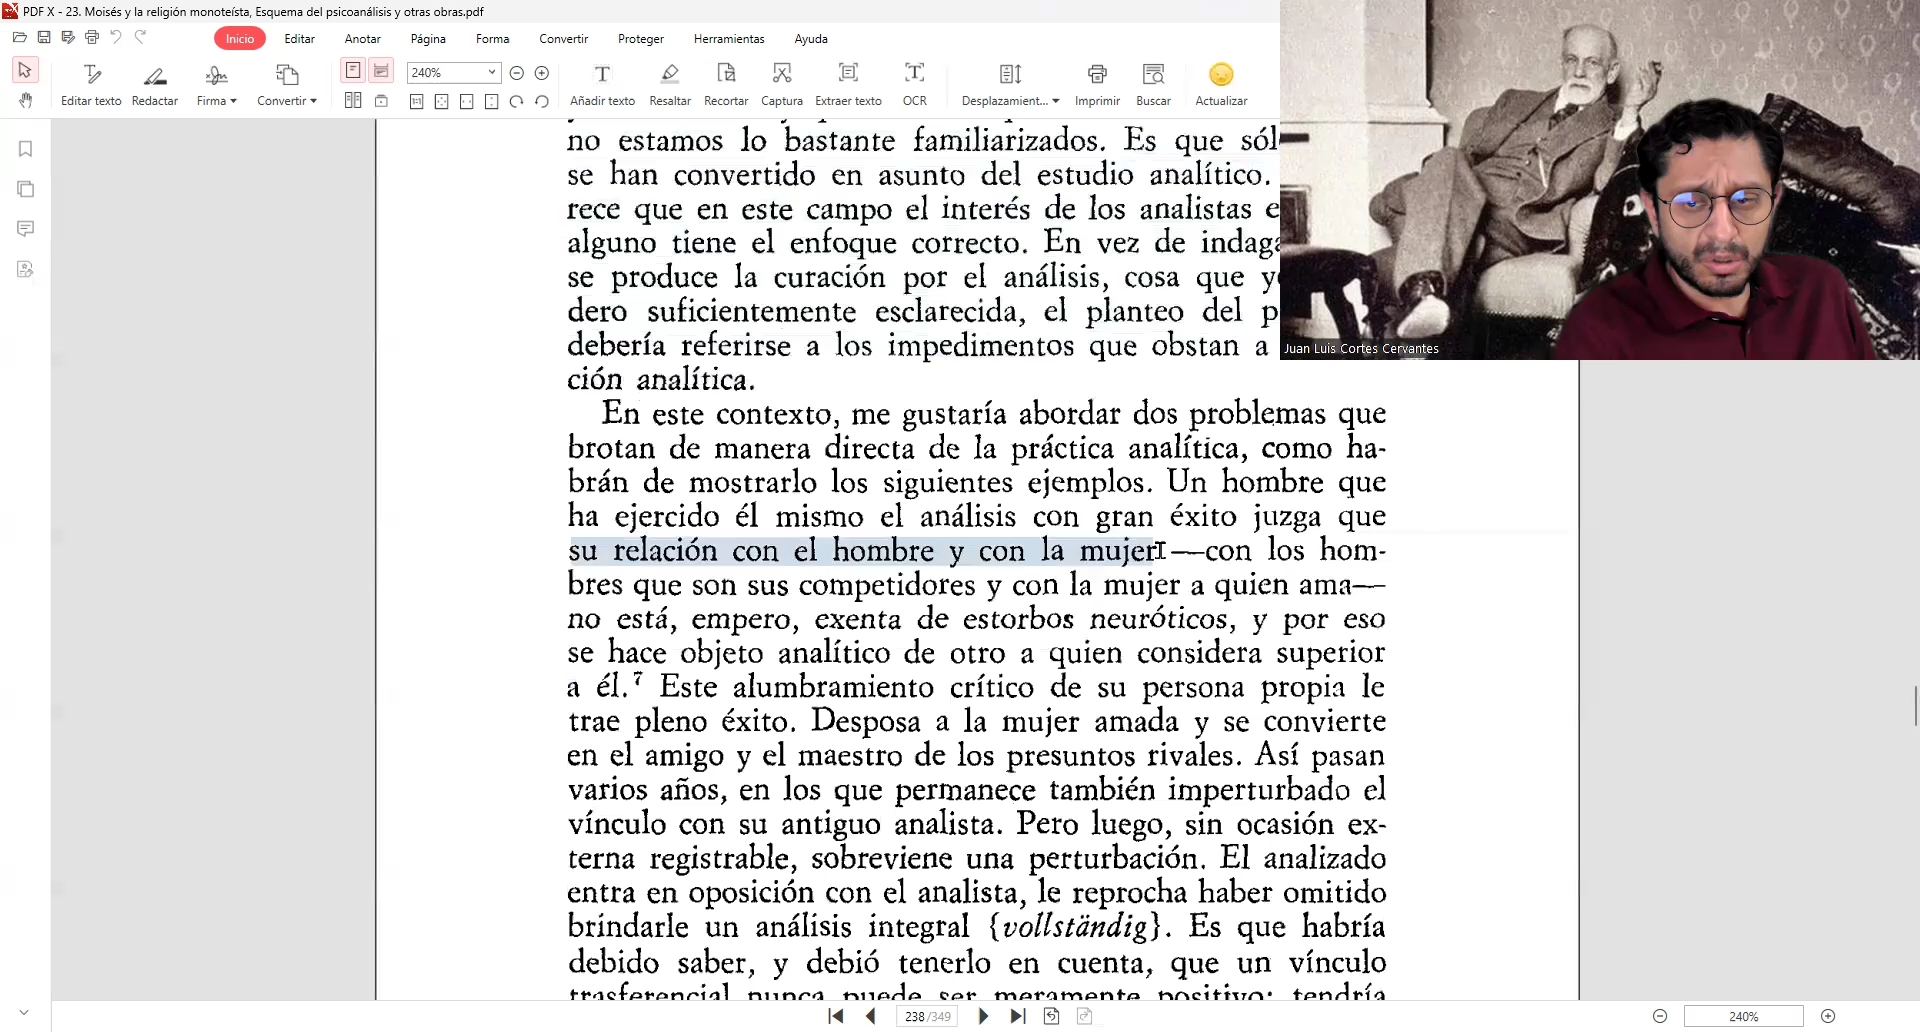 PDF X - 23. Moisés y la religión monoteísta, Esquema del psicoanálisis y otras obras.pdf
Inicio Editar Anotar Página Forma Convertir Proteger Herramientas Ayuda
240%
Editar texto Redactar Firma Convertir Añadir texto Resaltar Recortar Captura Extraer texto OCR Desplazamient... Imprimir Buscar Actualizar
no estamos lo bastante familiarizados. Es que sól
se han convertido en asunto del estudio analítico.
rece que en este campo el interés de los analistas e
alguno tiene el enfoque correcto. En vez de indaga
se produce la curación por el análisis, cosa que y
dero suficientemente esclarecida, el planteo del p
debería referirse a los impedimentos que obstan a
ción analítica.
Juan Luis Cortes Cervantes
En este contexto, me gustaría abordar dos problemas que
brotan de manera directa de la práctica analítica, como ha-
brán de mostrarlo los siguientes ejemplos. Un hombre que
ha ejercido él mismo el análisis con gran éxito juzga que
su relación con el hombre y con la mujer —con los hom-
bres que son sus competidores y con la mujer a quien ama—
no está, empero, exenta de estorbos neuróticos, y por eso
se hace objeto analítico de otro a quien considera superior
a él.⁷ Este alumbramiento crítico de su persona propia le
trae pleno éxito. Desposa a la mujer amada y se convierte
en el amigo y el maestro de los presuntos rivales. Así pasan
varios años, en los que permanece también imperturbado el
vínculo con su antiguo analista. Pero luego, sin ocasión ex-
terna registrable, sobreviene una perturbación. El analizado
entra en oposición con el analista, le reprocha haber omitido
brindarle un análisis integral {vollständig}. Es que habría
debido saber, y debió tenerlo en cuenta, que un vínculo
trasferencial nunca puede ser meramente positivo; tendría
238/349
240%